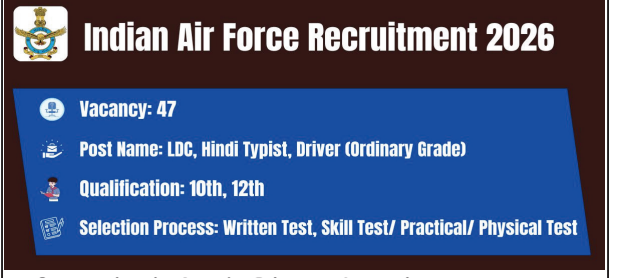 Indian Air Force Recruitment 2026
Vacancy: 47
Post Name: LDC, Hindi Typist, Driver (Ordinary Grade)
Qualification: 10th, 12th
Selection Process: Written Test, Skill Test/ Practical/ Physical Test